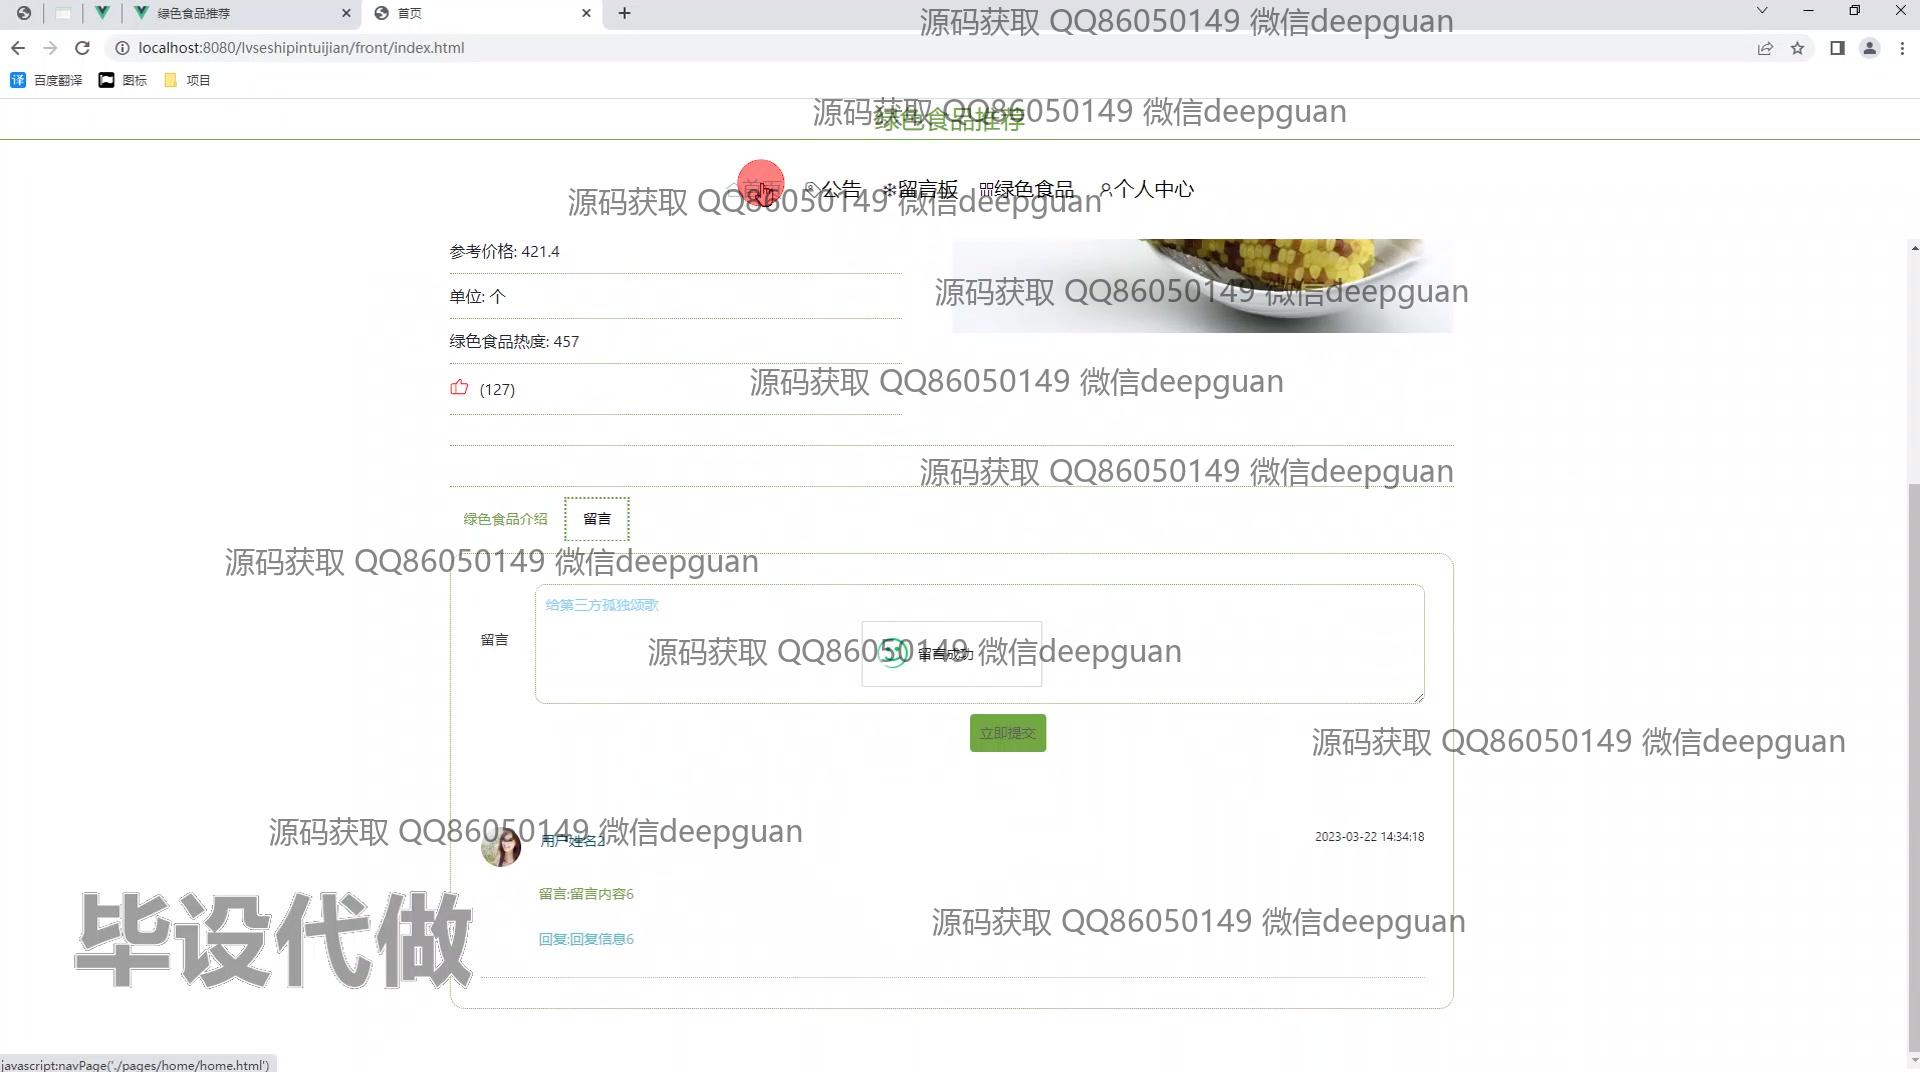 绿色食品推荐
首页
源码获取 QQ86050149 微信deepguan
localhost:8080/lvseshipintuijian/front/index.html
百度翻译
图标
项目
源码获取 QQ86050149 微信deepguan
绿色食品推荐
首页
公告
留言板
绿色食品
个人中心
源码获取 QQ86050149 微信deepguan
参考价格: 421.4
源码获取 QQ86050149 微信deepguan
单位: 个
绿色食品热度: 457
(127)
源码获取 QQ86050149 微信deepguan
源码获取 QQ86050149 微信deepguan
绿色食品介绍
留言
源码获取 QQ86050149 微信deepguan
给第三方孤独颂歌
留言
源码获取 QQ86050149 微信deepguan
留言成功
立即提交
源码获取 QQ86050149 微信deepguan
源码获取 QQ86050149 微信deepguan
用户姓名2
2023-03-22 14:34:18
留言:留言内容6
源码获取 QQ86050149 微信deepguan
回复:回复信息6
毕设代做
javascript:navPage('./pages/home/home.html')